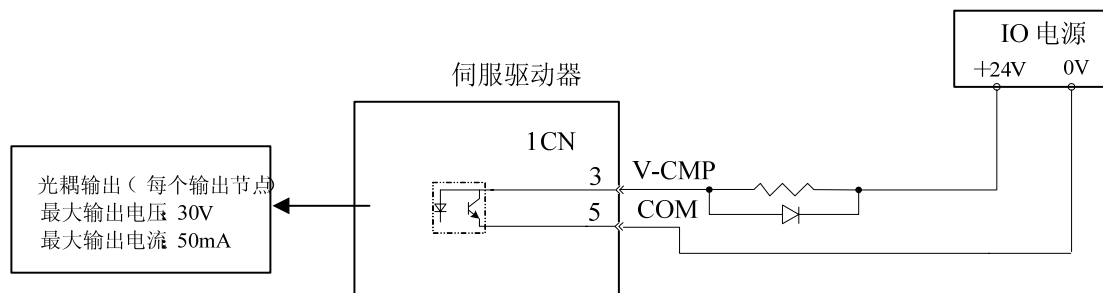 IO 电源
+24V 0V
伺服驱动器
1CN
3 V-CMP
5 COM
光耦输出( 每个输出节点)
最大输出电压: 30V
最大输出电流: 50mA